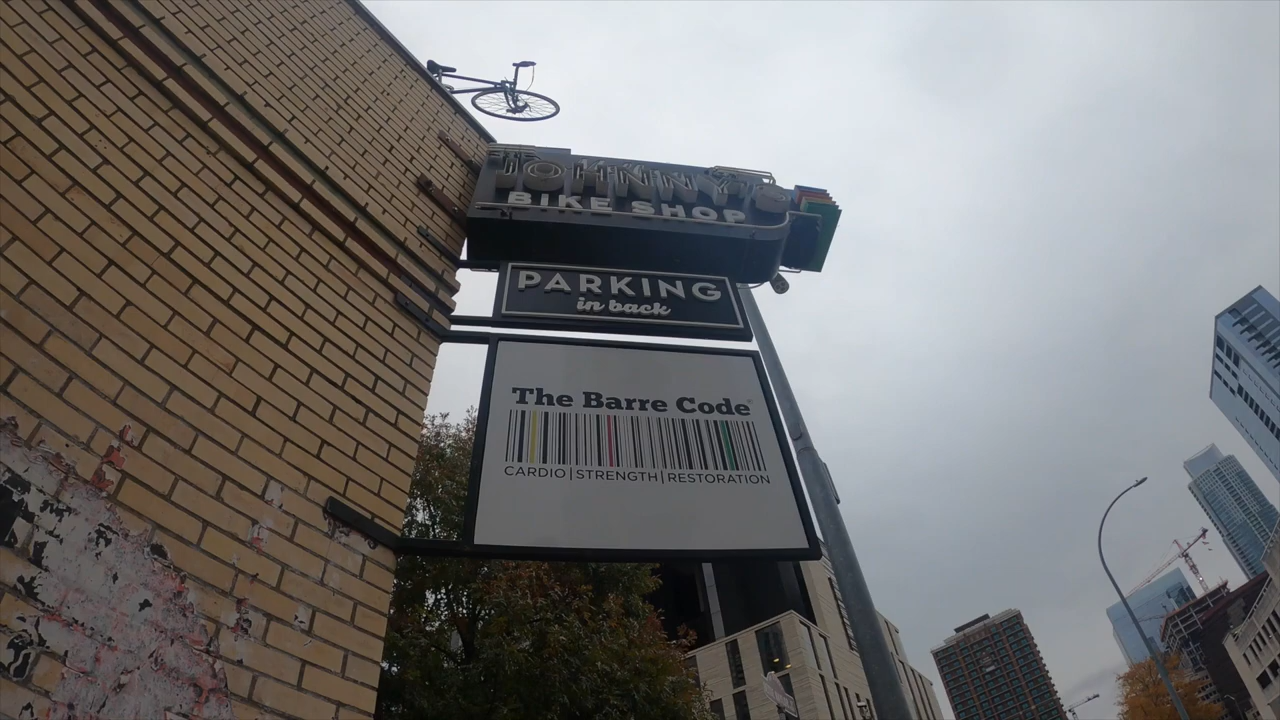 JOHNNY'S
BIKE SHOP
PARKING
in back
The Barre Code
CARDIO | STRENGTH | RESTORATION